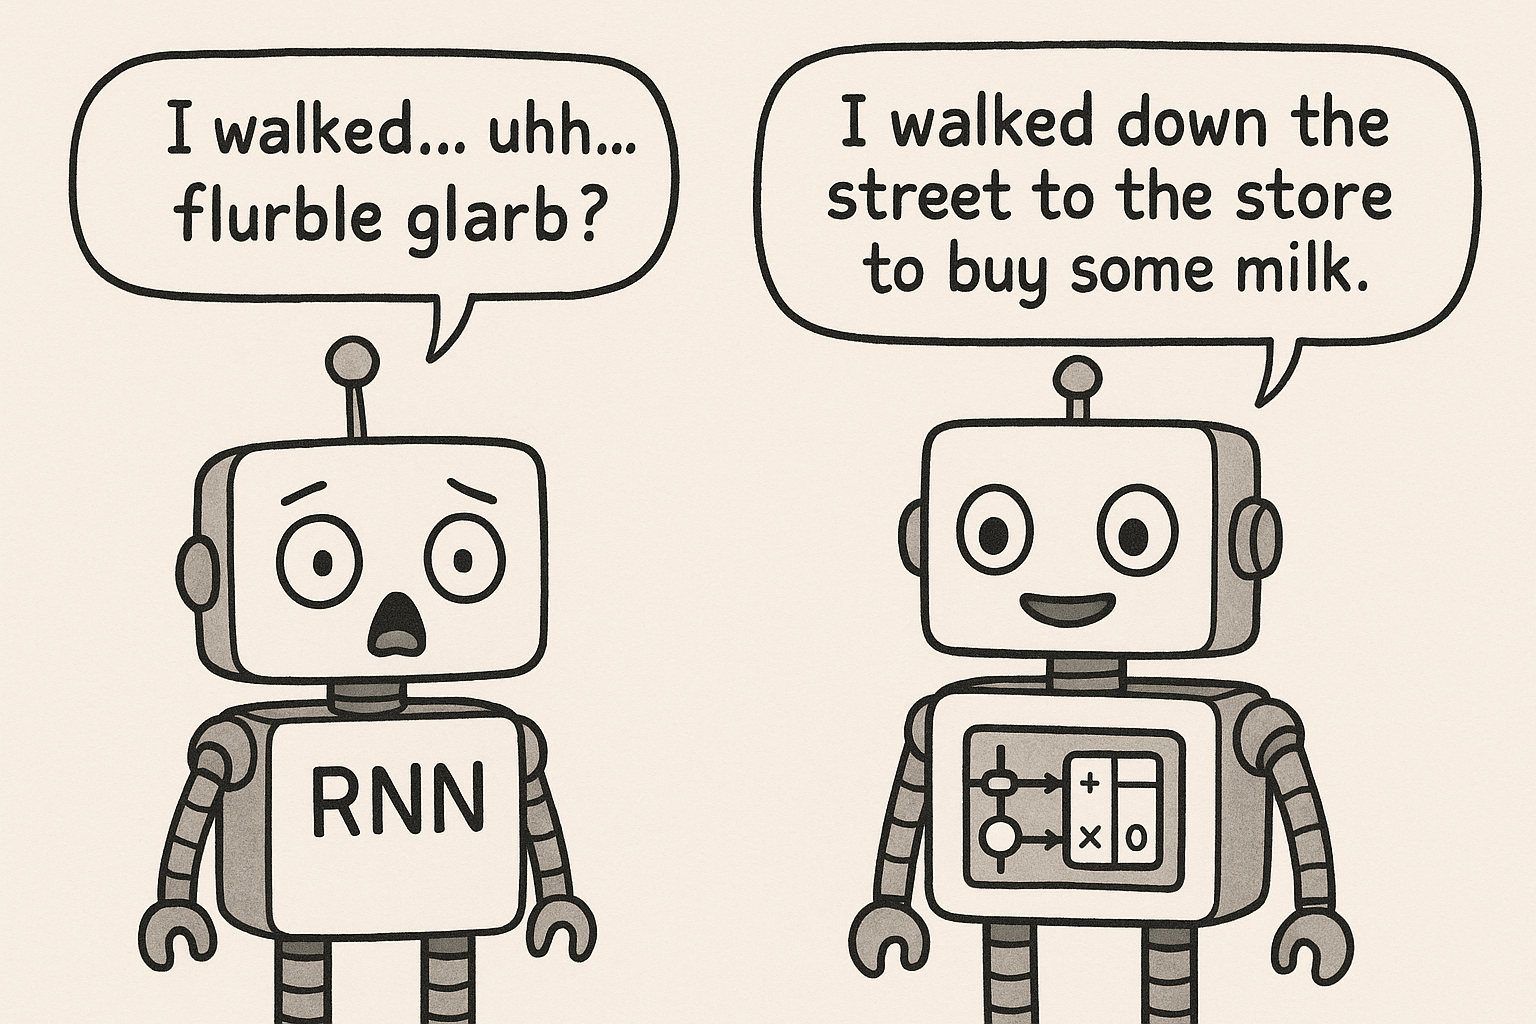 I walked... uhh...
flurble glarb?
I walked down the
street to the store
to buy some milk.
RNN
+
× 0